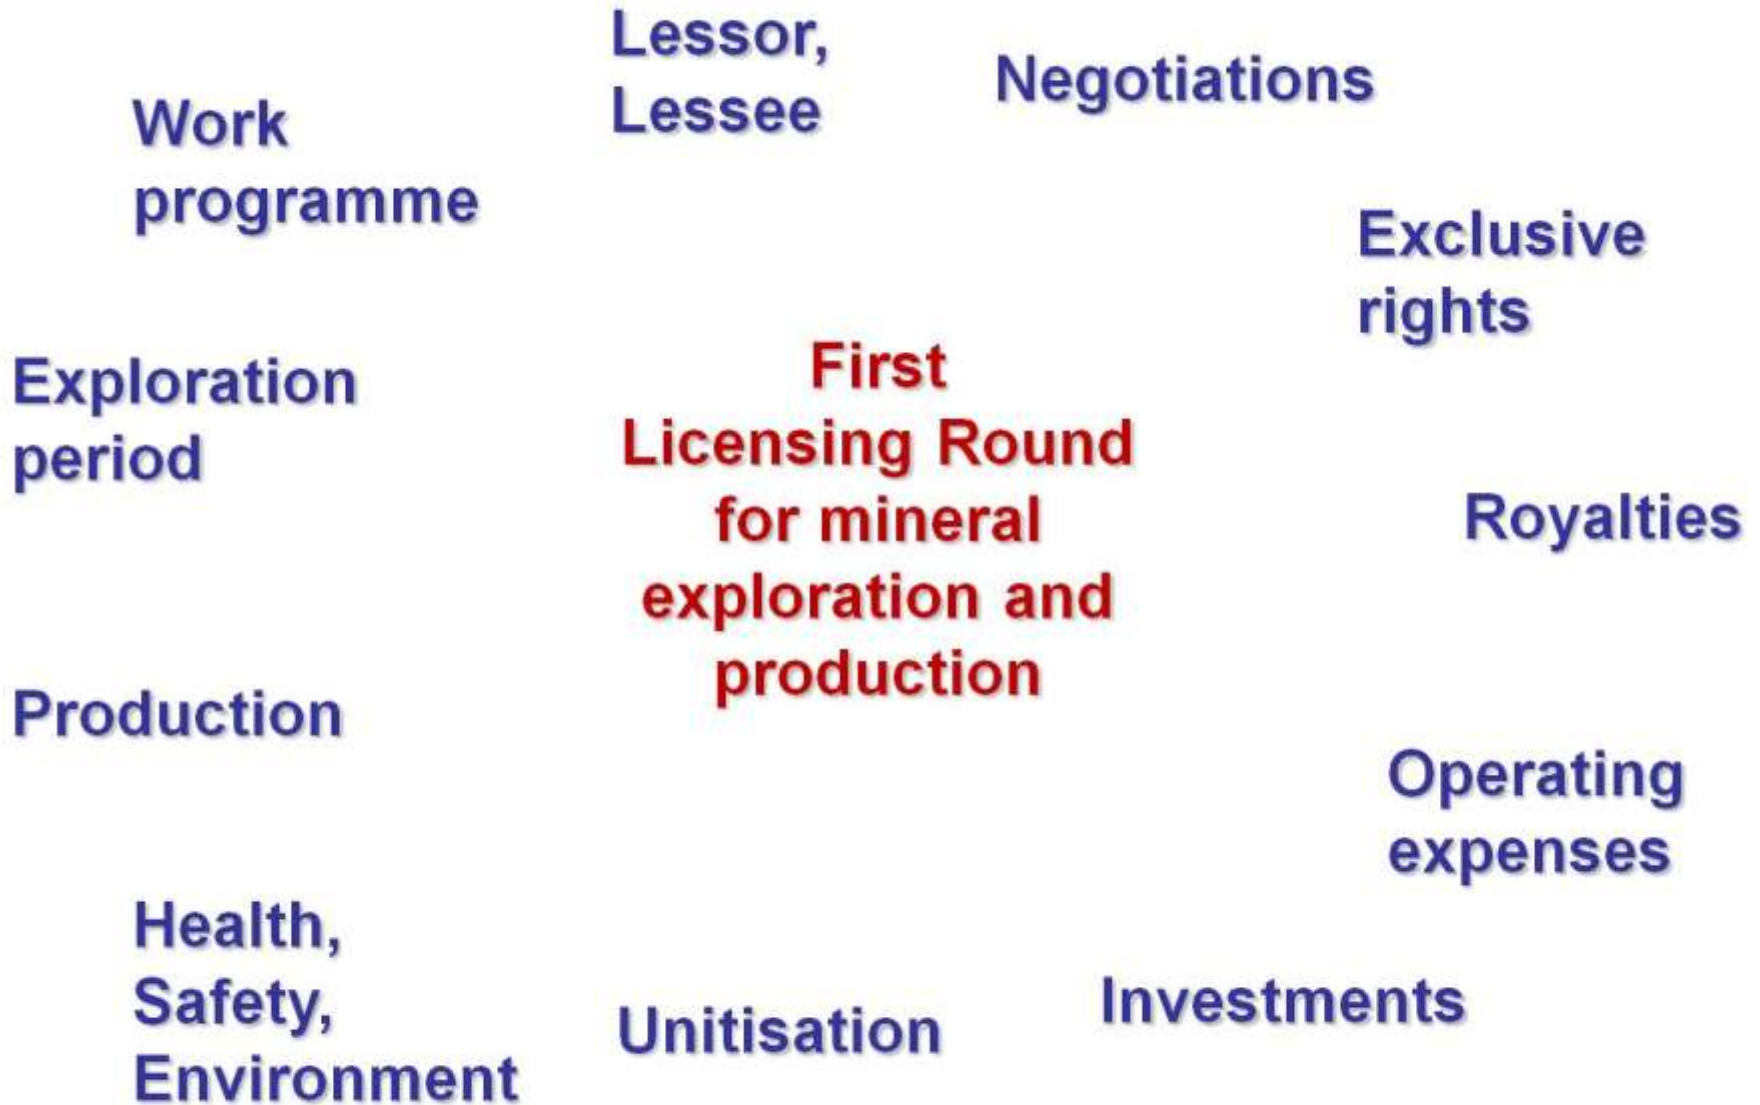 Lessor,
Lessee
Negotiations
Work
programme
Exclusive
rights
Exploration
period
First
Licensing Round
for mineral
exploration and
production
Royalties
Production
Operating
expenses
Health,
Safety,
Environment
Unitisation
Investments